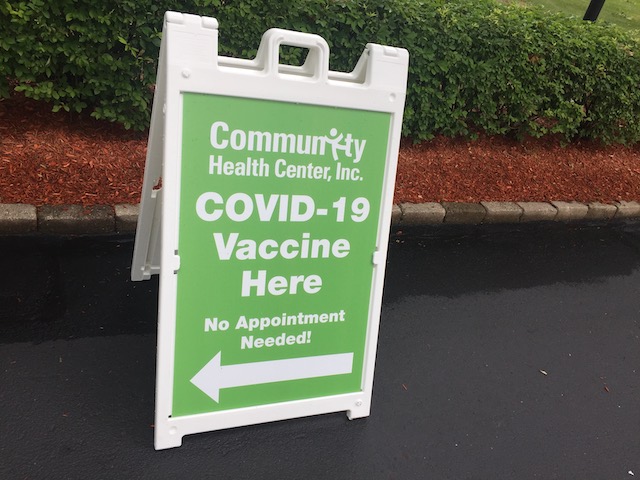 Community
Health Center, Inc.
COVID-19
Vaccine
Here
No Appointment
Needed!